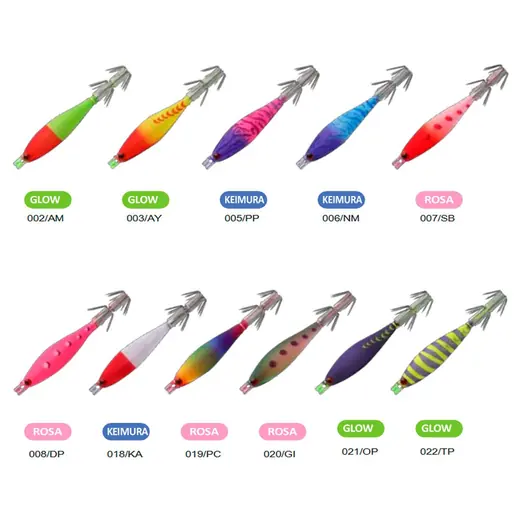 GLOW GLOW KEIMURA KEIMURA ROSA
002/AM 003/AY 005/PP 006/NM 007/SB
ROSA KEIMURA ROSA ROSA GLOW GLOW
008/DP 018/KA 019/PC 020/GI 021/OP 022/TP